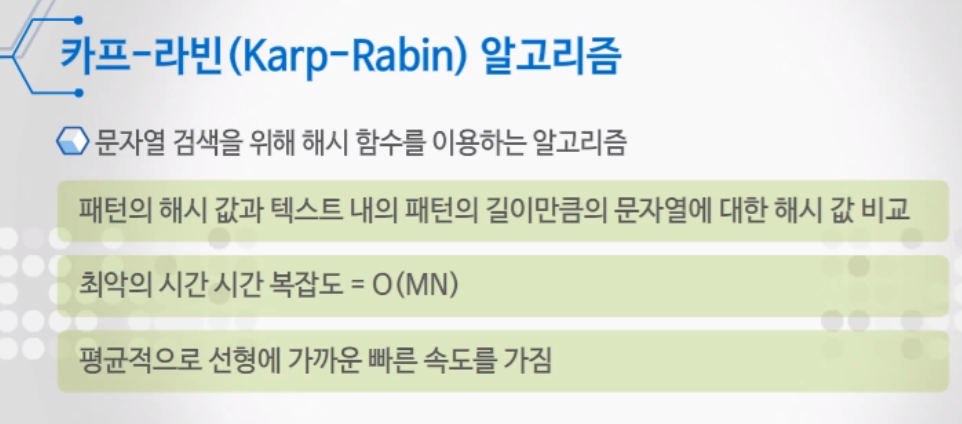 카프-라빈(Karp-Rabin) 알고리즘
문자열 검색을 위해 해시 함수를 이용하는 알고리즘
패턴의 해시 값과 텍스트 내의 패턴의 길이만큼의 문자열에 대한 해시 값 비교
최악의 시간 시간 복잡도 = O(MN)
평균적으로 선형에 가까운 빠른 속도를 가짐